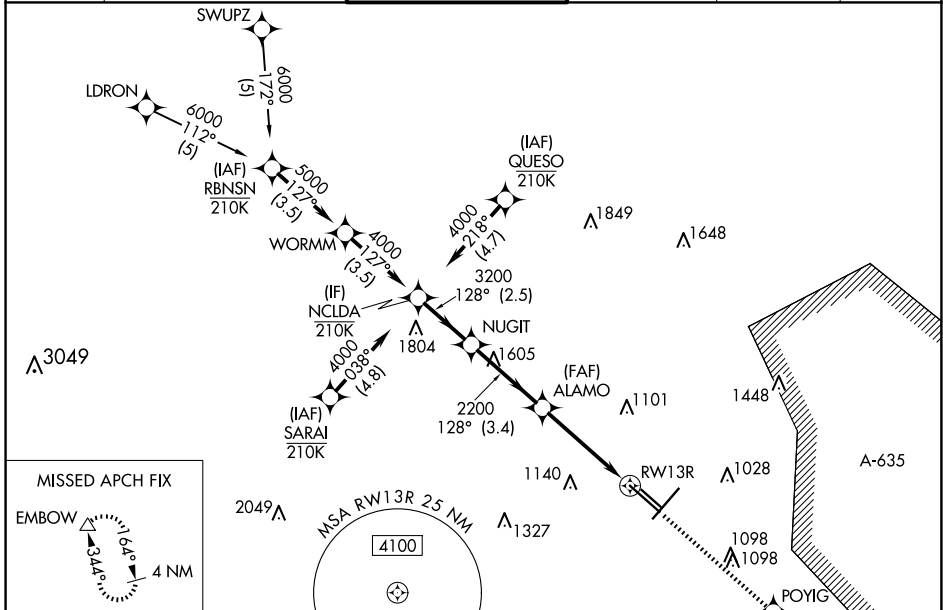 SWUPZ
6000
172°
(5)
LDRON
6000
112°
(5)
(IAF)
RBNSN
210K
5000
127°
(3.5)
(IAF)
QUESO
210K
4000
218°
(4.7)
1849
1648
WORMM
4000
127°
(3.5)
3200
128° (2.5)
(IF)
NCLDA
210K
NUGIT
1804
1605
3049
4000
038°
(4.8)
(FAF)
ALAMO
1448
(IAF)
SARAI
210K
2200
128° (3.4)
1101
A-635
MISSED APCH FIX
1140
RW13R
1028
EMBOW
164°
344°
4 NM
2049
MSA RW13R 25 NM
4100
1327
1098
1098
POYIG